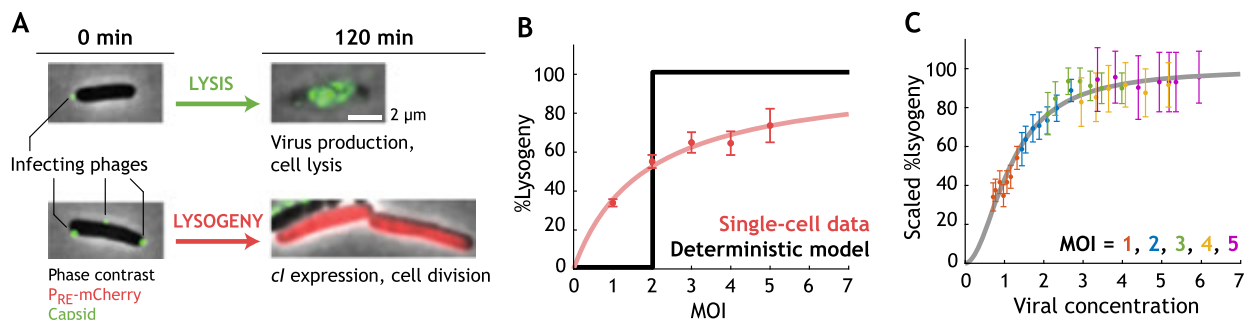 A
0 min
120 min
LYSIS
2 μm
Virus production,
cell lysis
Infecting phages
LYSOGENY
Phase contrast
PRE-mCherry
Capsid
cI expression, cell division
B
%Lysogeny
100
80
60
40
20
0
0 1 2 3 4 5 6 7
MOI
Single-cell data
Deterministic model
C
Scaled %lsyogeny
100
80
60
40
20
0
0 1 2 3 4 5 6 7
Viral concentration
MOI = 1, 2, 3, 4, 5